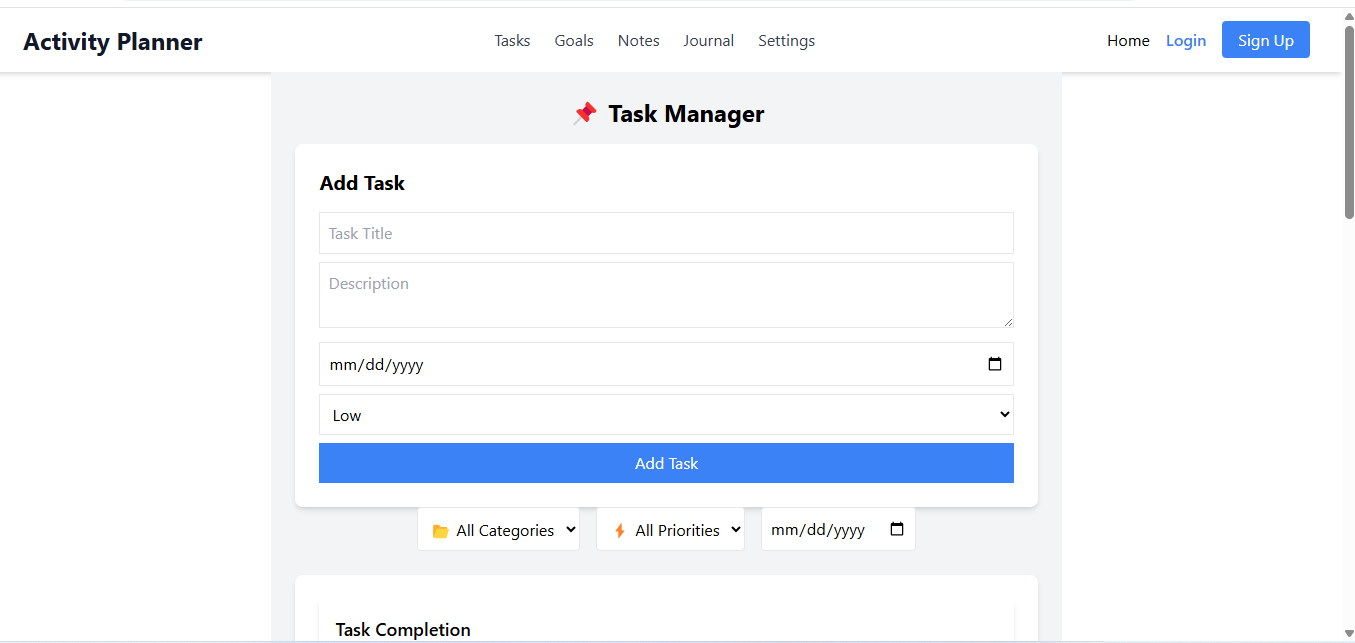 Activity Planner
Tasks Goals Notes Journal Settings
Home Login Sign Up
📌 Task Manager
Add Task
Task Title
Description
mm/dd/yyyy
Low
Add Task
📂 All Categories ⚡ All Priorities mm/dd/yyyy
Task Completion